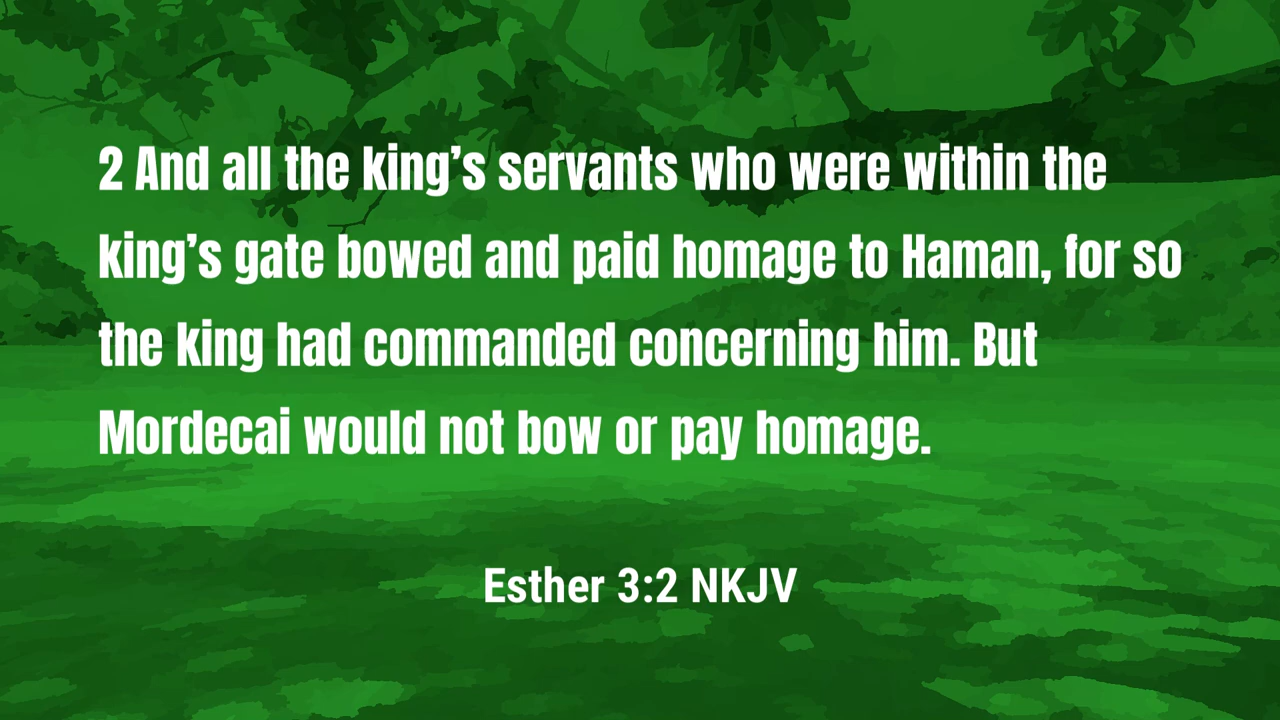 2 And all the king’s servants who were within the
king’s gate bowed and paid homage to Haman, for so
the king had commanded concerning him. But
Mordecai would not bow or pay homage.
Esther 3:2 NKJV